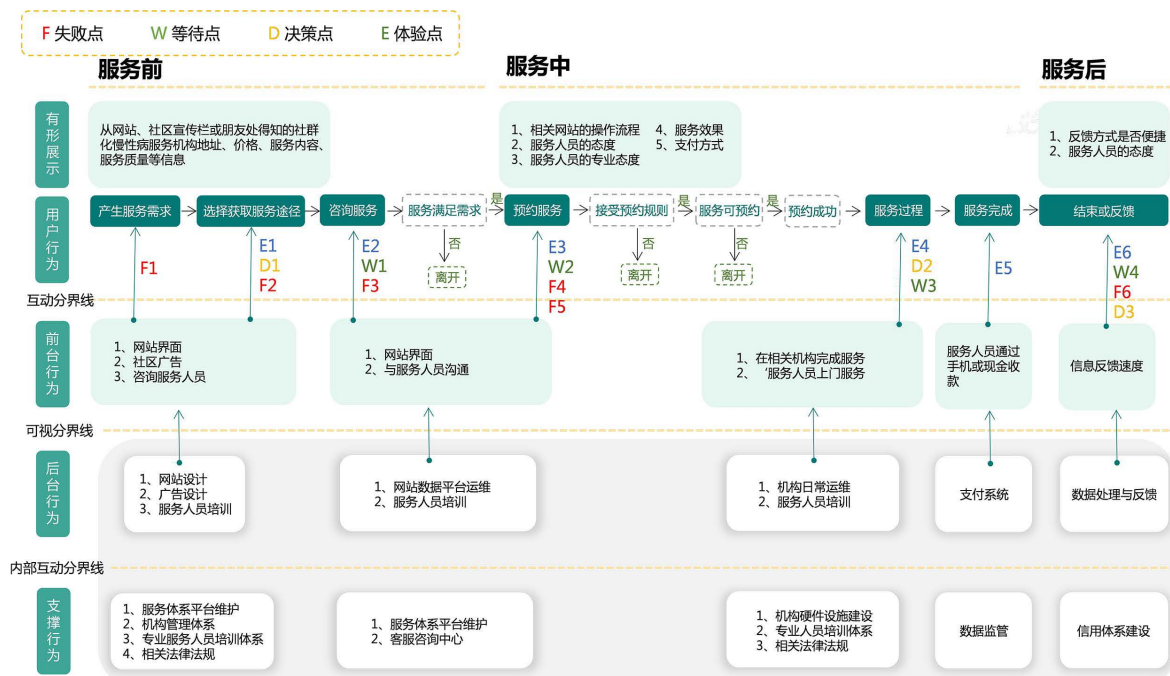 F 失败点 W 等待点 D 决策点 E 体验点
服务前 服务中 服务后
有形展示
从网站、社区宣传栏或朋友处得知的社群
化慢性病服务机构地址、价格、服务内容、
服务质量等信息
1、相关网站的操作流程 4、服务效果
2、服务人员的态度 5、支付方式
3、服务人员的专业态度
1、反馈方式是否便捷
2、服务人员的态度
用户行为
产生服务需求 选择获取服务途径 咨询服务 服务满足需求 是 预约服务 接受预约规则 是 服务可预约 是 预约成功 服务过程 服务完成 结束或反馈
否 否 否
离开 离开 离开
F1
E1
D1
F2
E2
W1
F3
E3
W2
F4
F5
E4
D2
W3
E5
E6
W4
F6
D3
互动分界线
前台行为
1、网站界面
2、社区广告
3、咨询服务人员
1、网站界面
2、与服务人员沟通
1、在相关机构完成服务
2、‘服务人员上门服务
服务人员通过
手机或现金收
款
信息反馈速度
可视分界线
后台行为
1、网站设计
2、广告设计
3、服务人员培训
1、网站数据平台运维
2、服务人员培训
1、机构日常运维
2、服务人员培训
支付系统
数据处理与反馈
内部互动分界线
支撑行为
1、服务体系平台维护
2、机构管理体系
3、专业服务人员培训体系
4、相关法律法规
1、服务体系平台维护
2、客服咨询中心
1、机构硬件设施建设
2、专业人员培训体系
3、相关法律法规
数据监管
信用体系建设